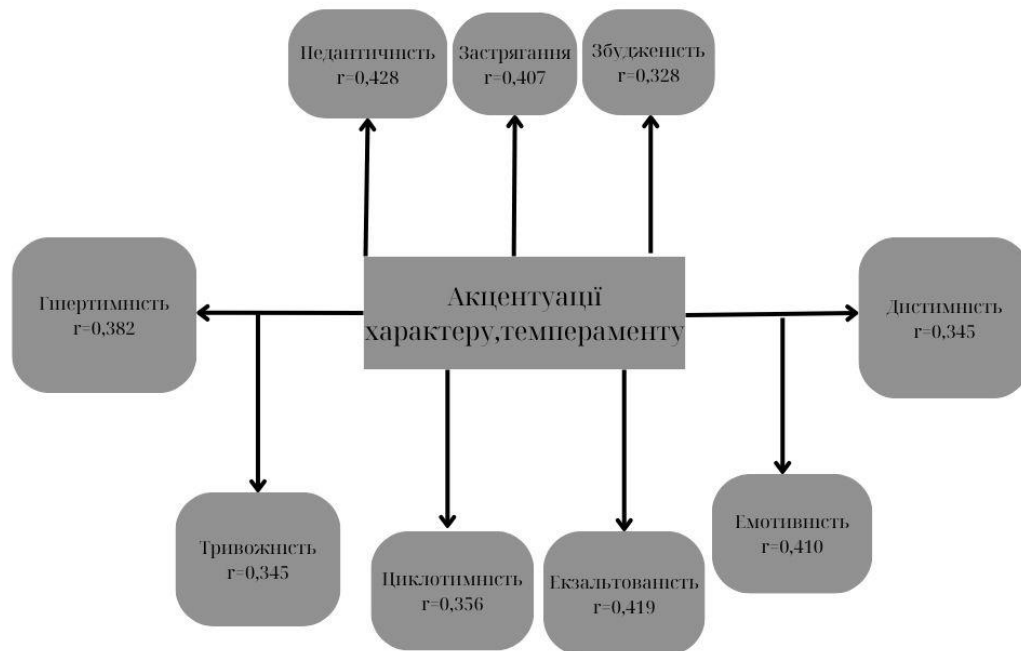 Педантичність
r=0,428
Застрягання
r=0,407
Збудженість
r=0,328
Гіпертимність
r=0,382
Акцентуації
характеру,темпераменту
Дистимність
r=0,345
Тривожність
r=0,345
Циклотимність
r=0,356
Екзальтованість
r=0,419
Емотивність
r=0,410